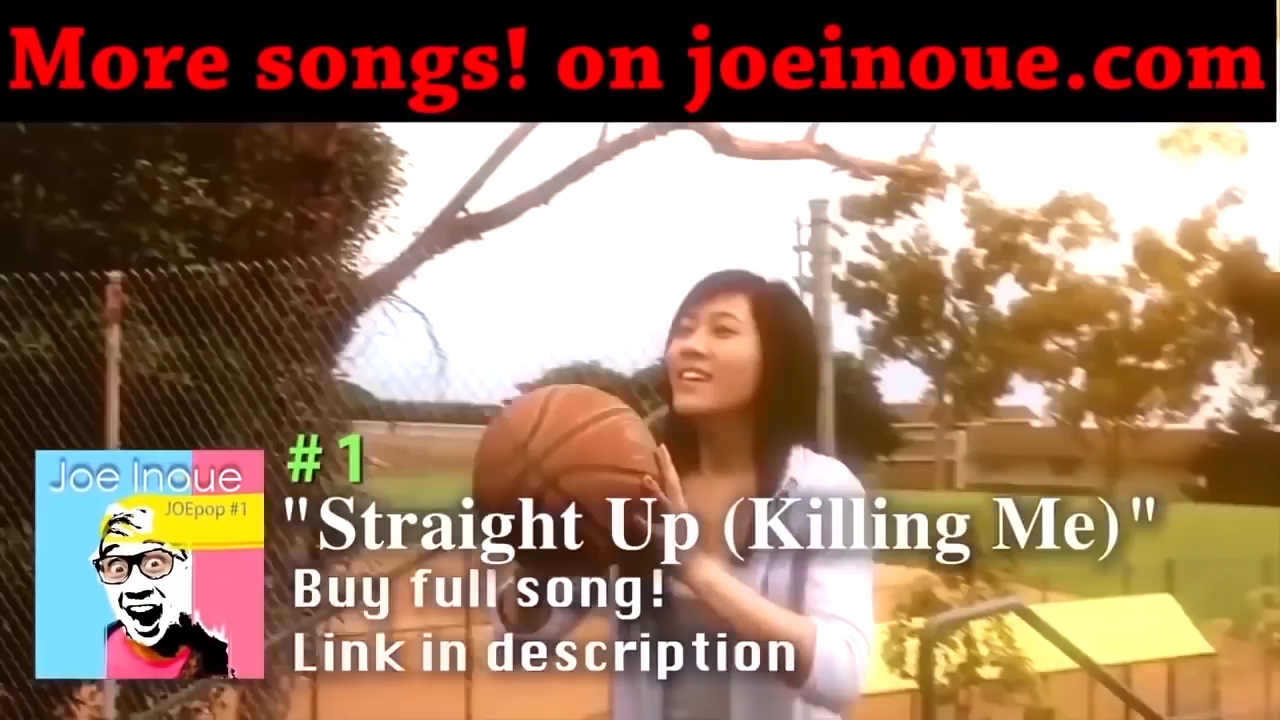 More songs! on joeinoue.com
Joe Inoue
JOEpop #1
#1
"Straight Up (Killing Me)"
Buy full song!
Link in description